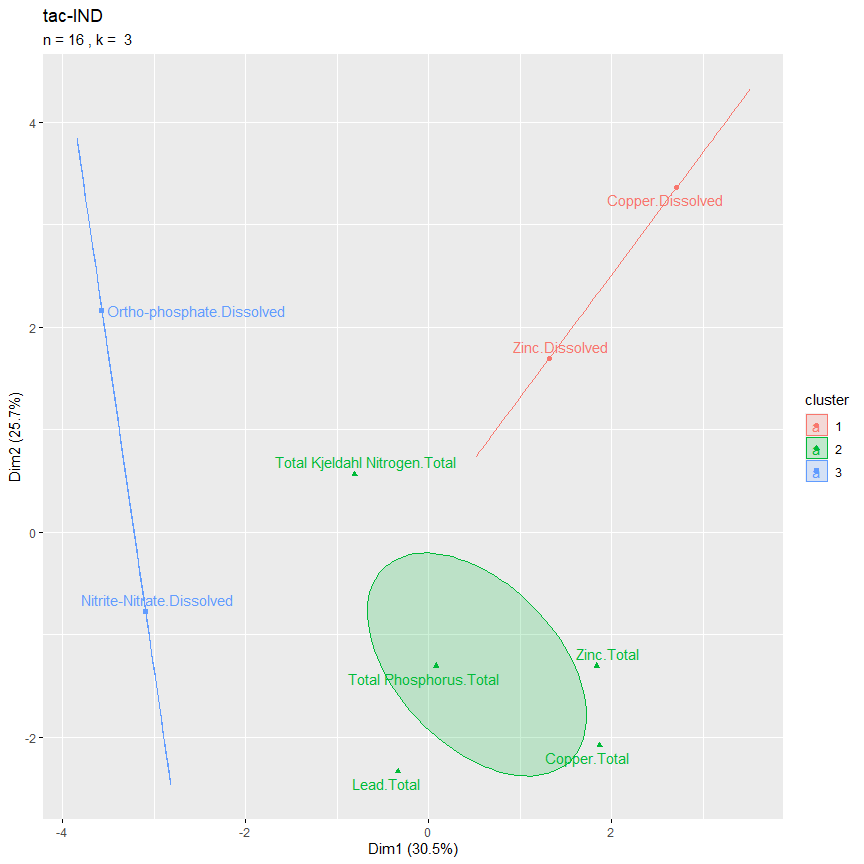 tac-IND
n = 16 , k =  3
4
Copper.Dissolved
Ortho-phosphate.Dissolved
2
Zinc.Dissolved
cluster
Dim2 (25.7%)
1
2
3
Total Kjeldahl Nitrogen.Total
0
Nitrite-Nitrate.Dissolved
Zinc.Total
Total Phosphorus.Total
-2
Copper.Total
Lead.Total
-4
-2
0
2
Dim1 (30.5%)